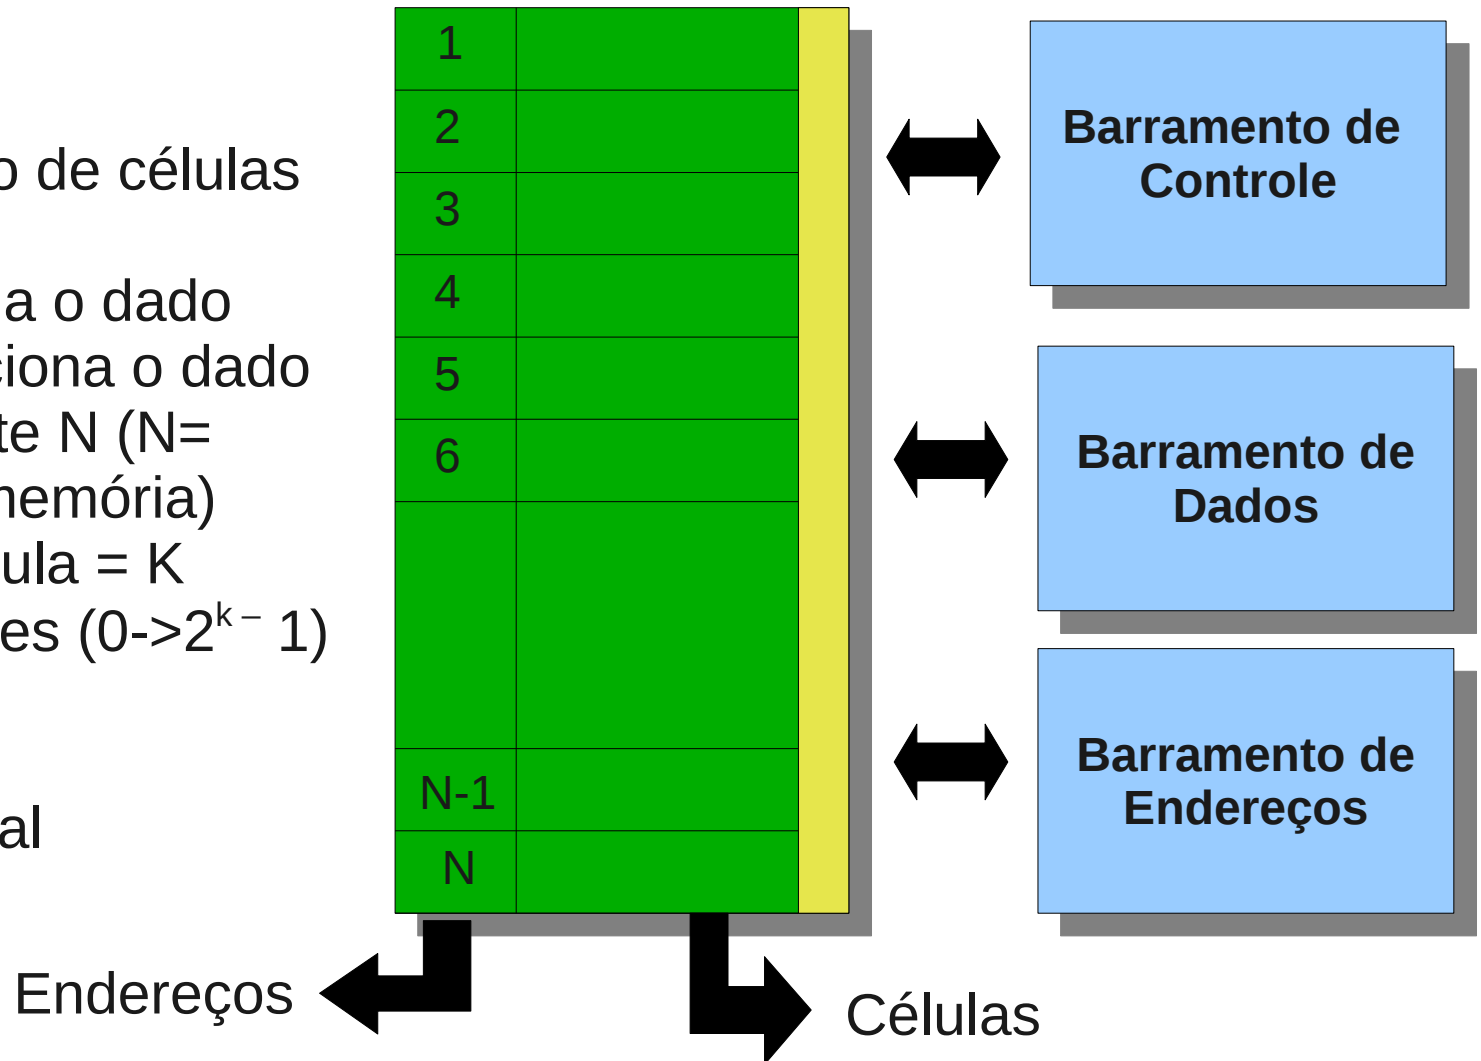 o de células
a o dado
ciona o dado
te N (N=
memória)
ula = K
es (0->2^k – 1)
al
1
2
3
4
5
6
N-1
N
Endereços
Células
Barramento de
Controle
Barramento de
Dados
Barramento de
Endereços